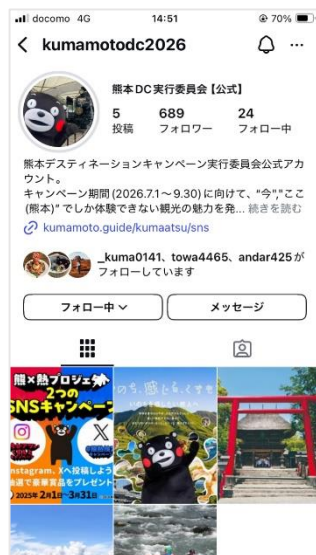 docomo 4G 14:51 70%
kumamotodc2026
熊本DC実行委員会【公式】
5 689 24
投稿 フォロワー フォロー中
熊本デスティネーションキャンペーン実行委員会公式アカ
ウント。
キャンペーン期間(2026.7.1～9.30)に向けて、"今","ここ
(熊本)" でしか体験できない観光の魅力を発... 続きを読む
kumamoto.guide/kumaatsu/sns
_kuma0141、towa4465、andar425が
フォローしています
フォロー中 メッセージ
熊×熱プロジェ
2つの
SNSキャンペーン
Instagram、Xへ投稿しよう
抽選で豪華賞品をプレゼント
2025年 2月1日~3月31日